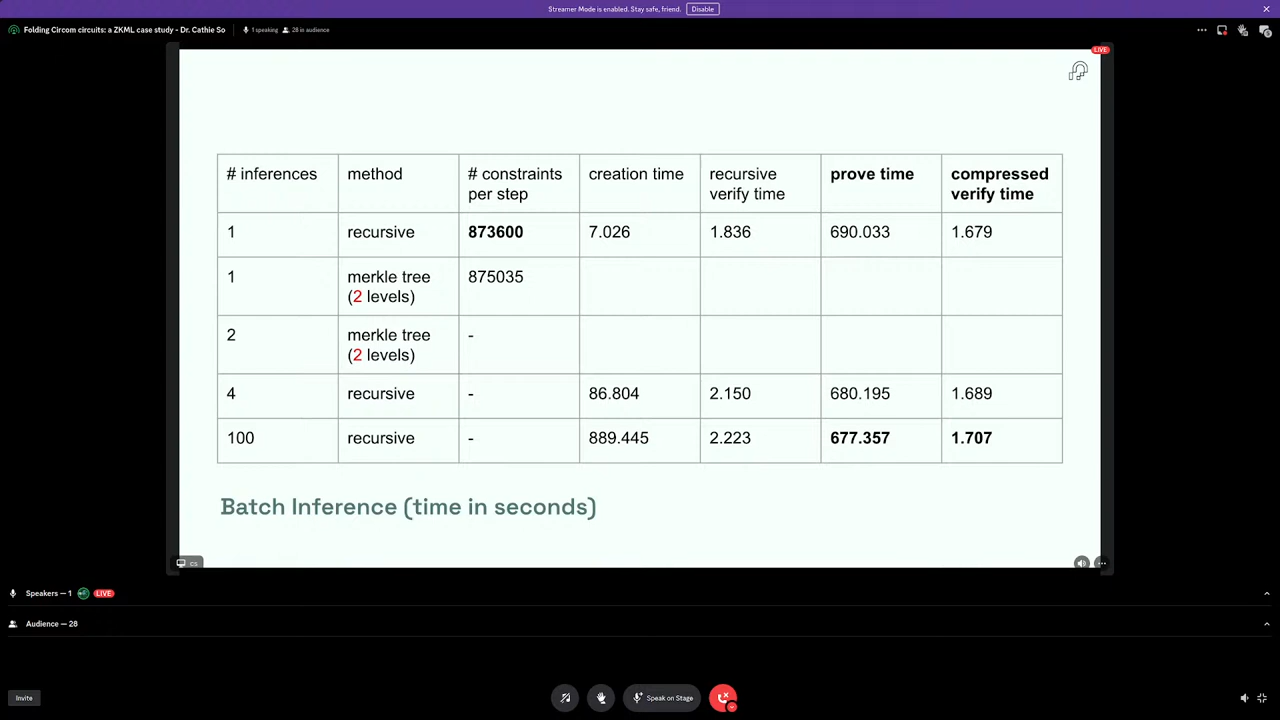 Streamer Mode is enabled. Stay safe, friend. Disable
Folding Circom circuits: a ZKML case study - Dr. Cathie So 1 speaking 28 in audience
LIVE
# inferences method # constraints per step creation time recursive verify time prove time compressed verify time
1 recursive 873600 7.026 1.836 690.033 1.679
1 merkle tree (2 levels) 875035
2 merkle tree (2 levels) -
4 recursive - 86.804 2.150 680.195 1.689
100 recursive - 889.445 2.223 677.357 1.707
Batch Inference (time in seconds)
cs
Speakers — 1 LIVE
Audience — 28
Invite
Speak on Stage